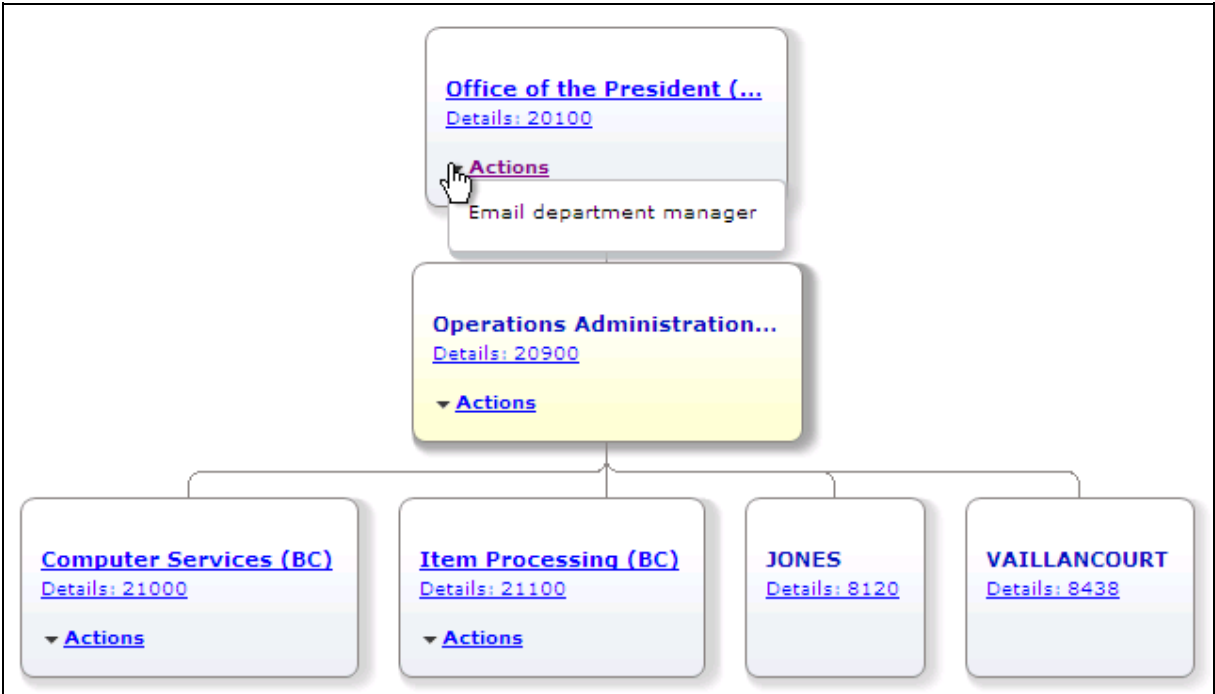 Office of the President (...
Details: 20100
Actions
Email department manager
Operations Administration...
Details: 20900
Actions
Computer Services (BC)
Details: 21000
Actions
Item Processing (BC)
Details: 21100
Actions
JONES
Details: 8120
VAILLANCOURT
Details: 8438